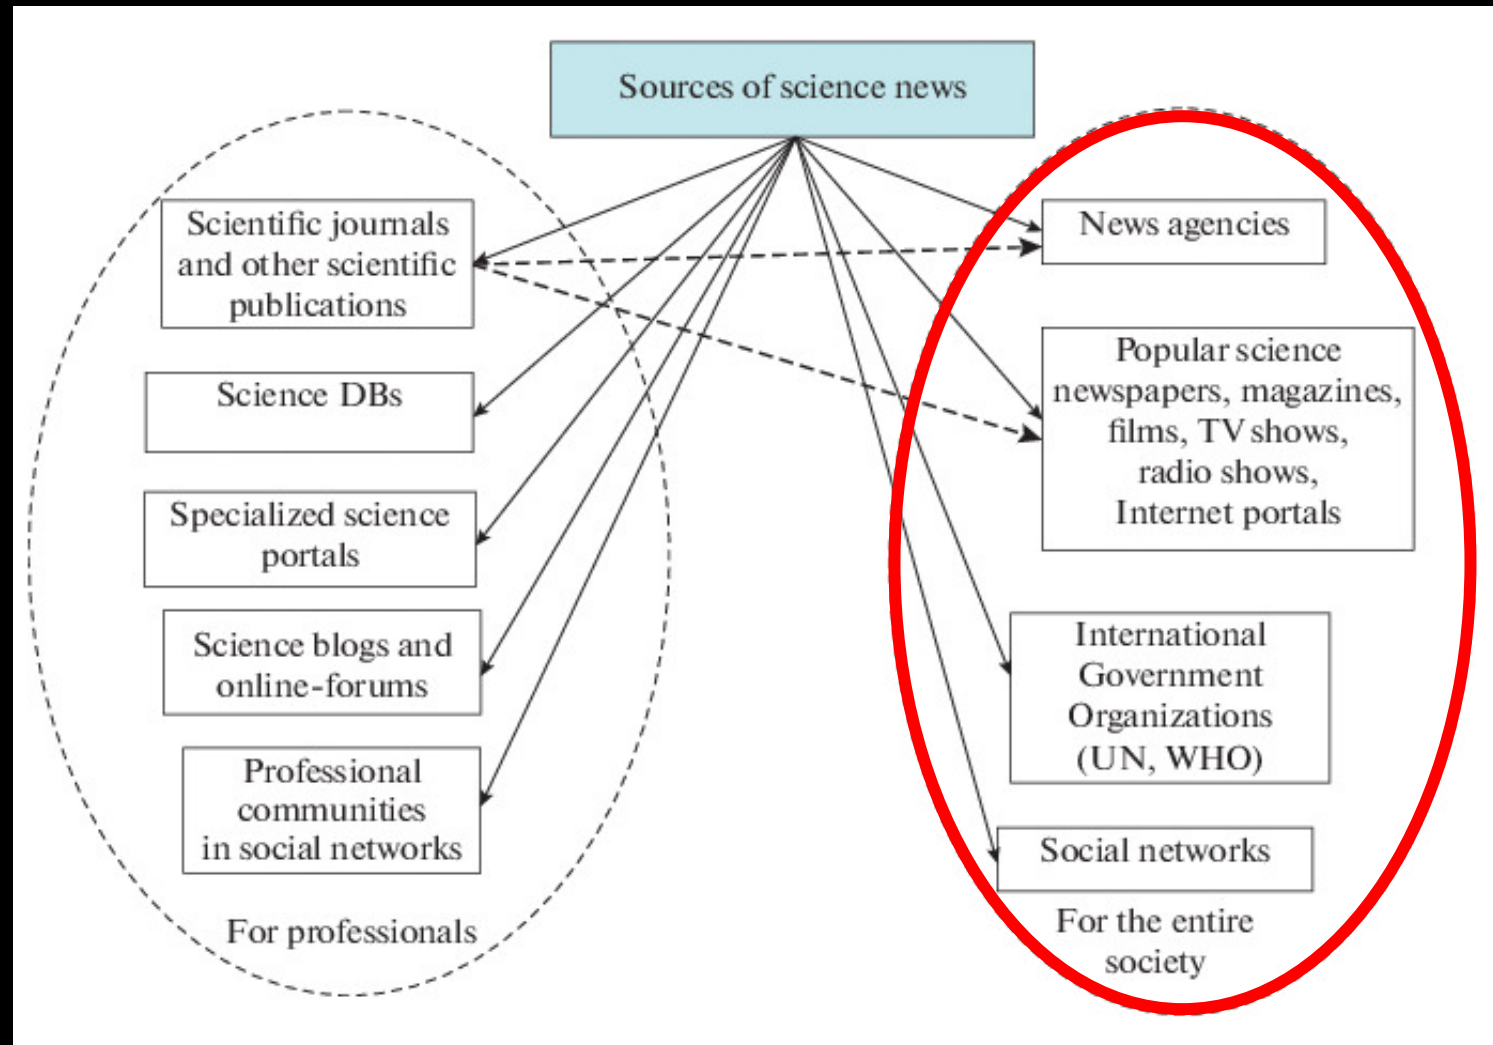 Sources of science news
Scientific journals
and other scientific
publications
Science DBs
Specialized science
portals
Science blogs and
online-forums
Professional
communities
in social networks
For professionals
News agencies
Popular science
newspapers, magazines,
films, TV shows,
radio shows,
Internet portals
International
Government
Organizations
(UN, WHO)
Social networks
For the entire
society